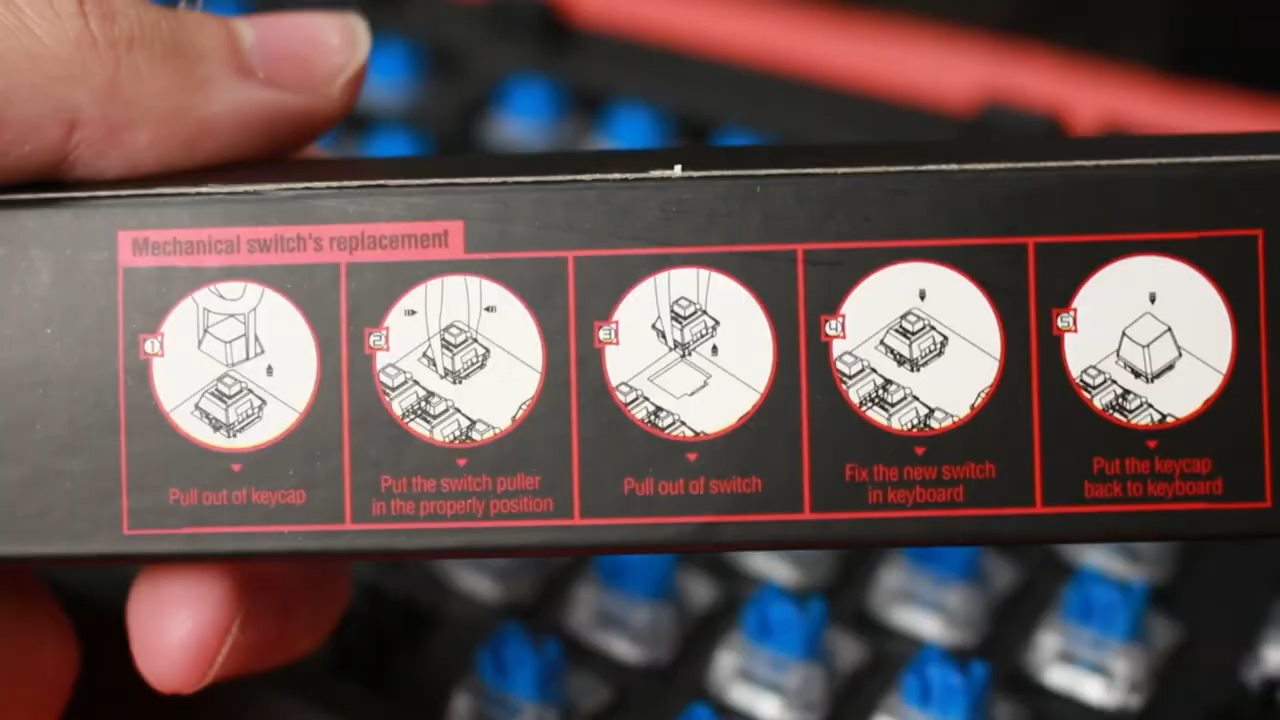 Mechanical switch's replacement
1
Pull out of keycap
2
Put the switch puller
in the properly position
3
Pull out of switch
4
Fix the new switch
in keyboard
5
Put the keycap
back to keyboard